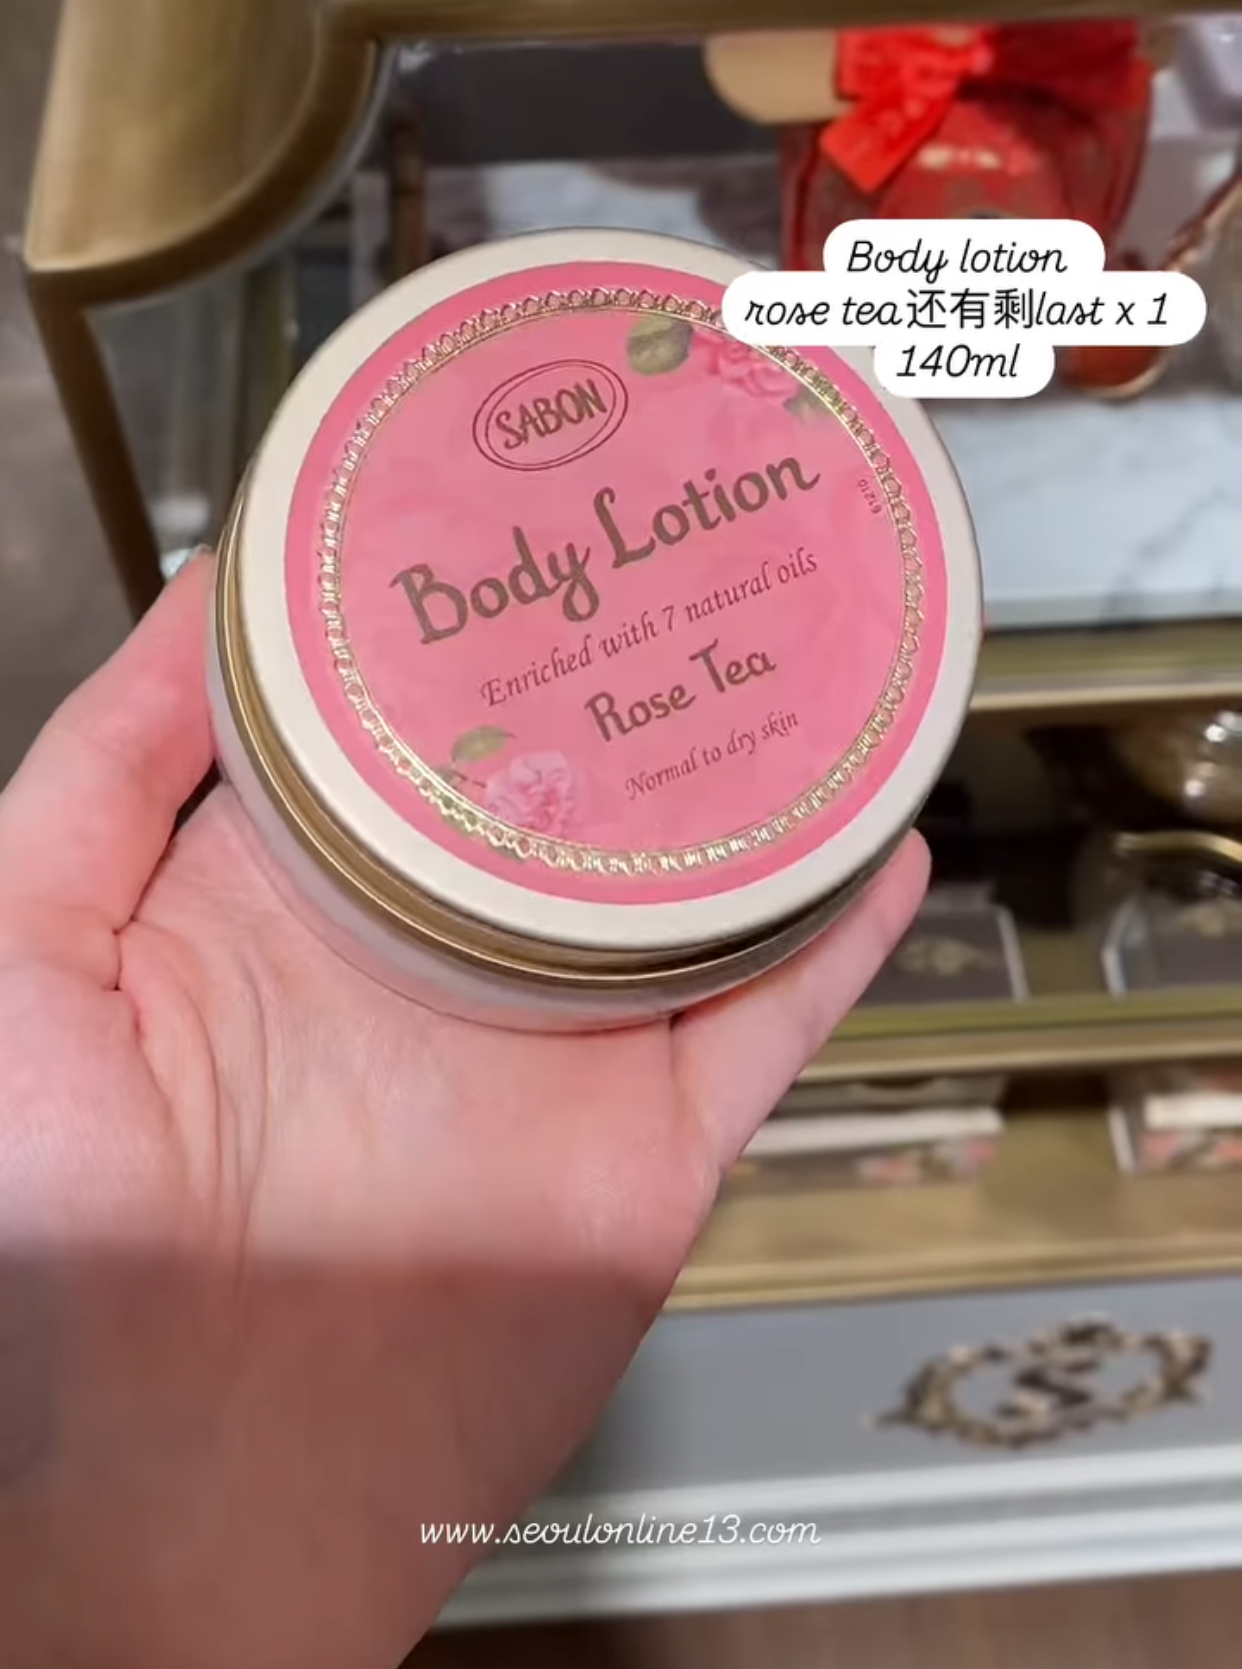 Body lotion
rose tea还有剩last x 1
140ml
SABON
Body Lotion
Enriched with 7 natural oils
Rose Tea
Normal to dry skin
www.seoulonline13.com